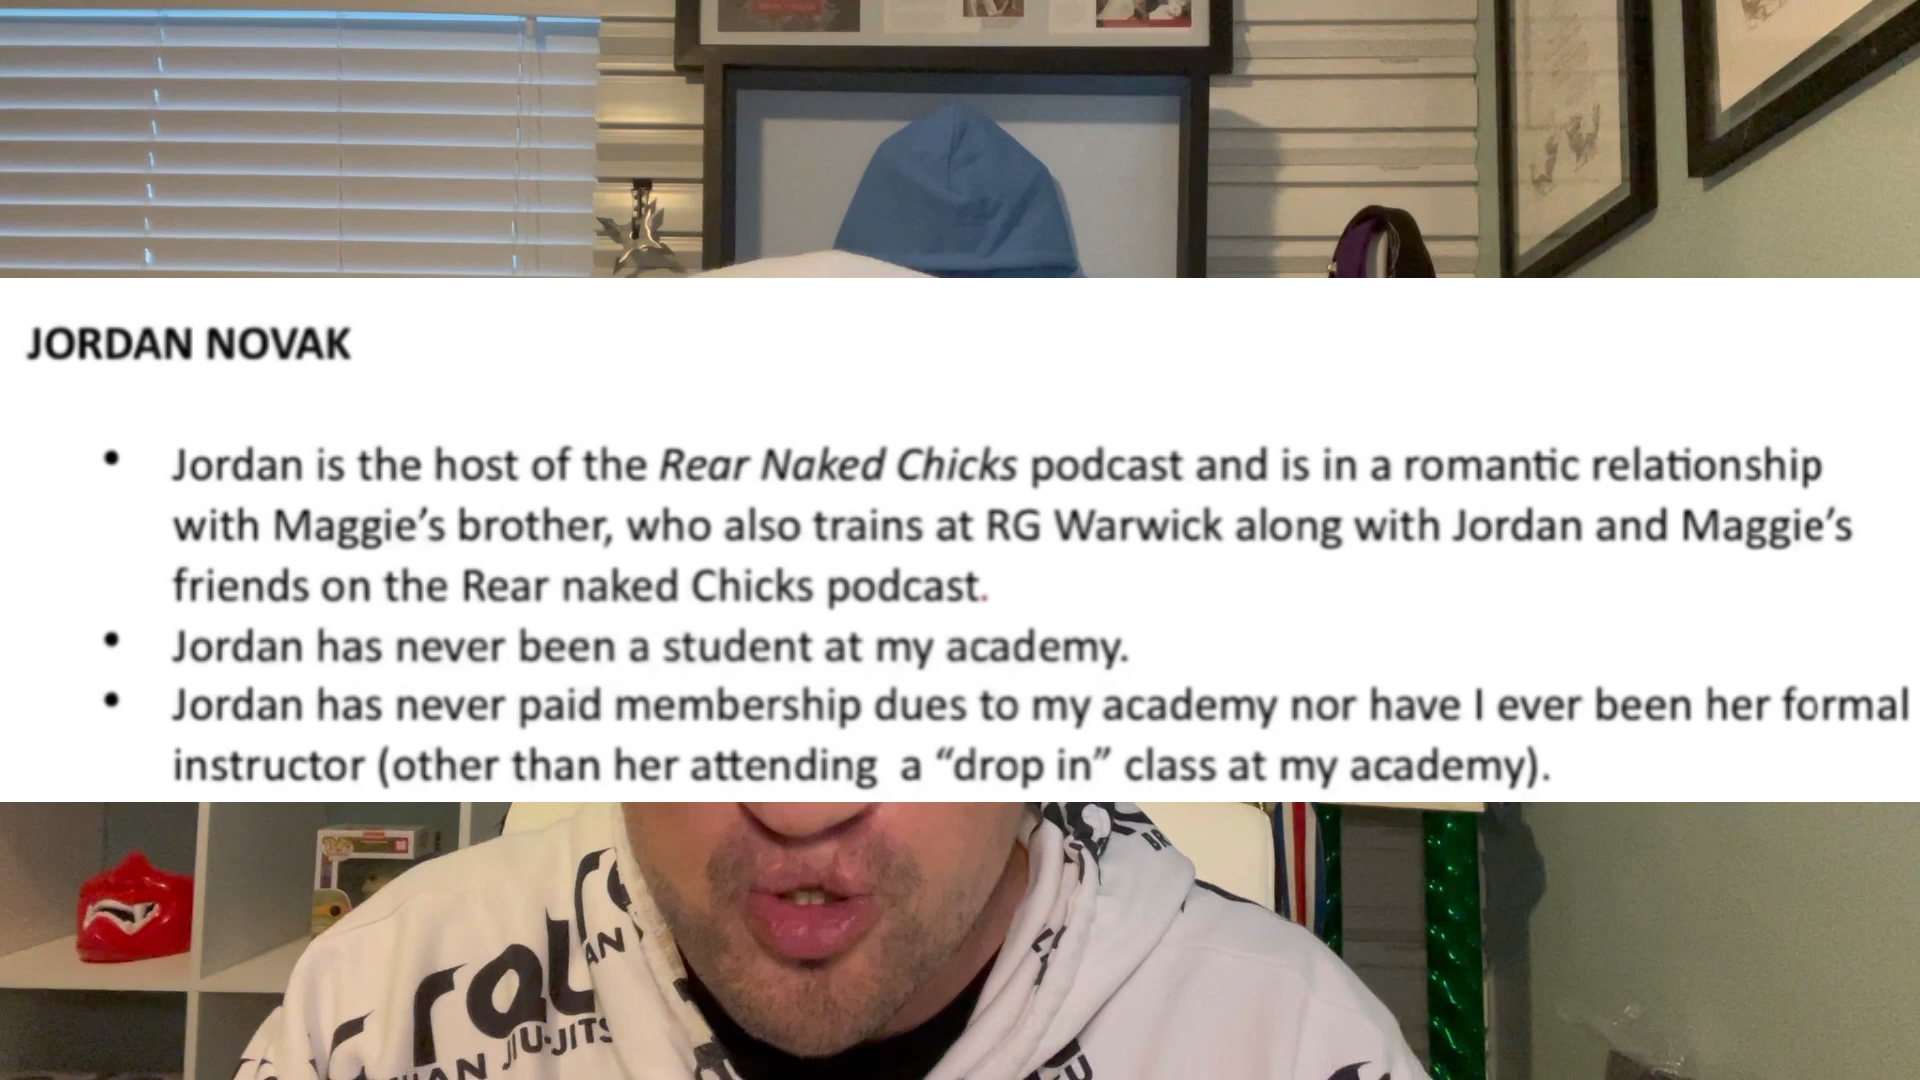 JORDAN NOVAK
• Jordan is the host of the Rear Naked Chicks podcast and is in a romantic relationship
with Maggie’s brother, who also trains at RG Warwick along with Jordan and Maggie’s
friends on the Rear naked Chicks podcast.
• Jordan has never been a student at my academy.
• Jordan has never paid membership dues to my academy nor have I ever been her formal
instructor (other than her attending a “drop in” class at my academy).
JIU-JITS